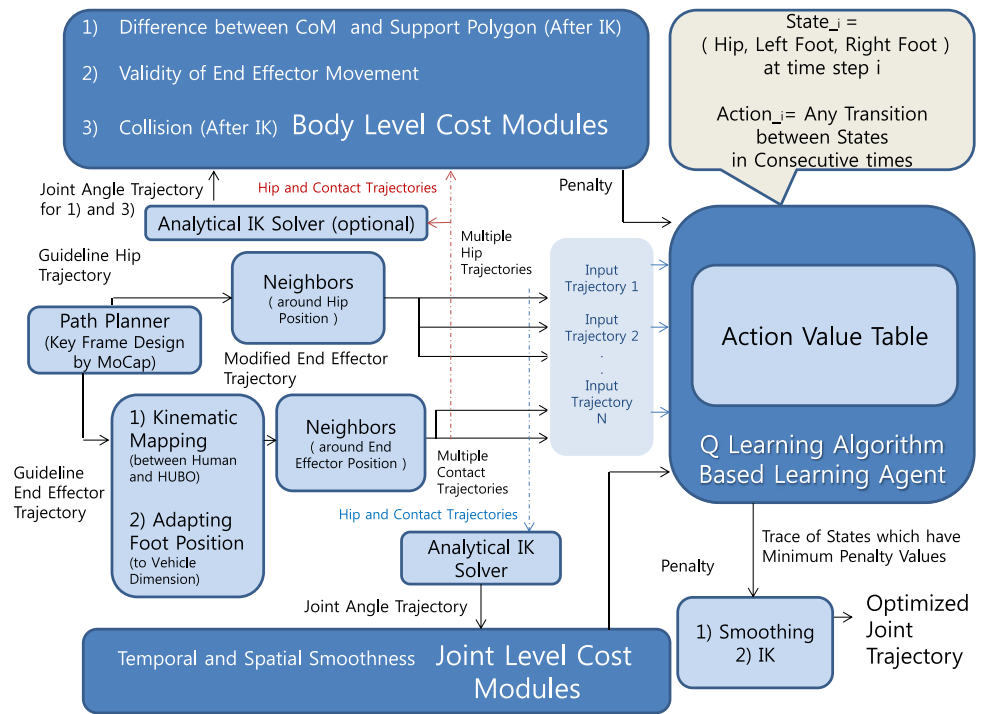 1) Difference between CoM and Support Polygon (After IK)
2) Validity of End Effector Movement
3) Collision (After IK) Body Level Cost Modules
State_i =
( Hip, Left Foot, Right Foot )
at time step i
Action_i= Any Transition
between States
in Consecutive times
Joint Angle Trajectory
for 1) and 3)
Hip and Contact Trajectories
Penalty
Analytical IK Solver (optional)
Multiple
Hip
Trajectories
Guideline Hip
Trajectory
Neighbors
( around Hip
Position )
Path Planner
(Key Frame Design
by MoCap)
Modified End Effector
Trajectory
Input
Trajectory 1
Input
Trajectory 2
.
.
Input
Trajectory
N
Action Value Table
Q Learning Algorithm
Based Learning Agent
1) Kinematic
Mapping
(between Human
and HUBO)
2) Adapting
Foot Position
(to Vehicle
Dimension)
Neighbors
(around End
Effector Position )
Multiple
Contact
Trajectories
Guideline
End Effector
Trajectory
Hip and Contact Trajectories
Analytical IK
Solver
Joint Angle Trajectory
Trace of States which have
Minimum Penalty Values
Penalty
1) Smoothing
2) IK
Optimized
Joint
Trajectory
Temporal and Spatial Smoothness Joint Level Cost
Modules